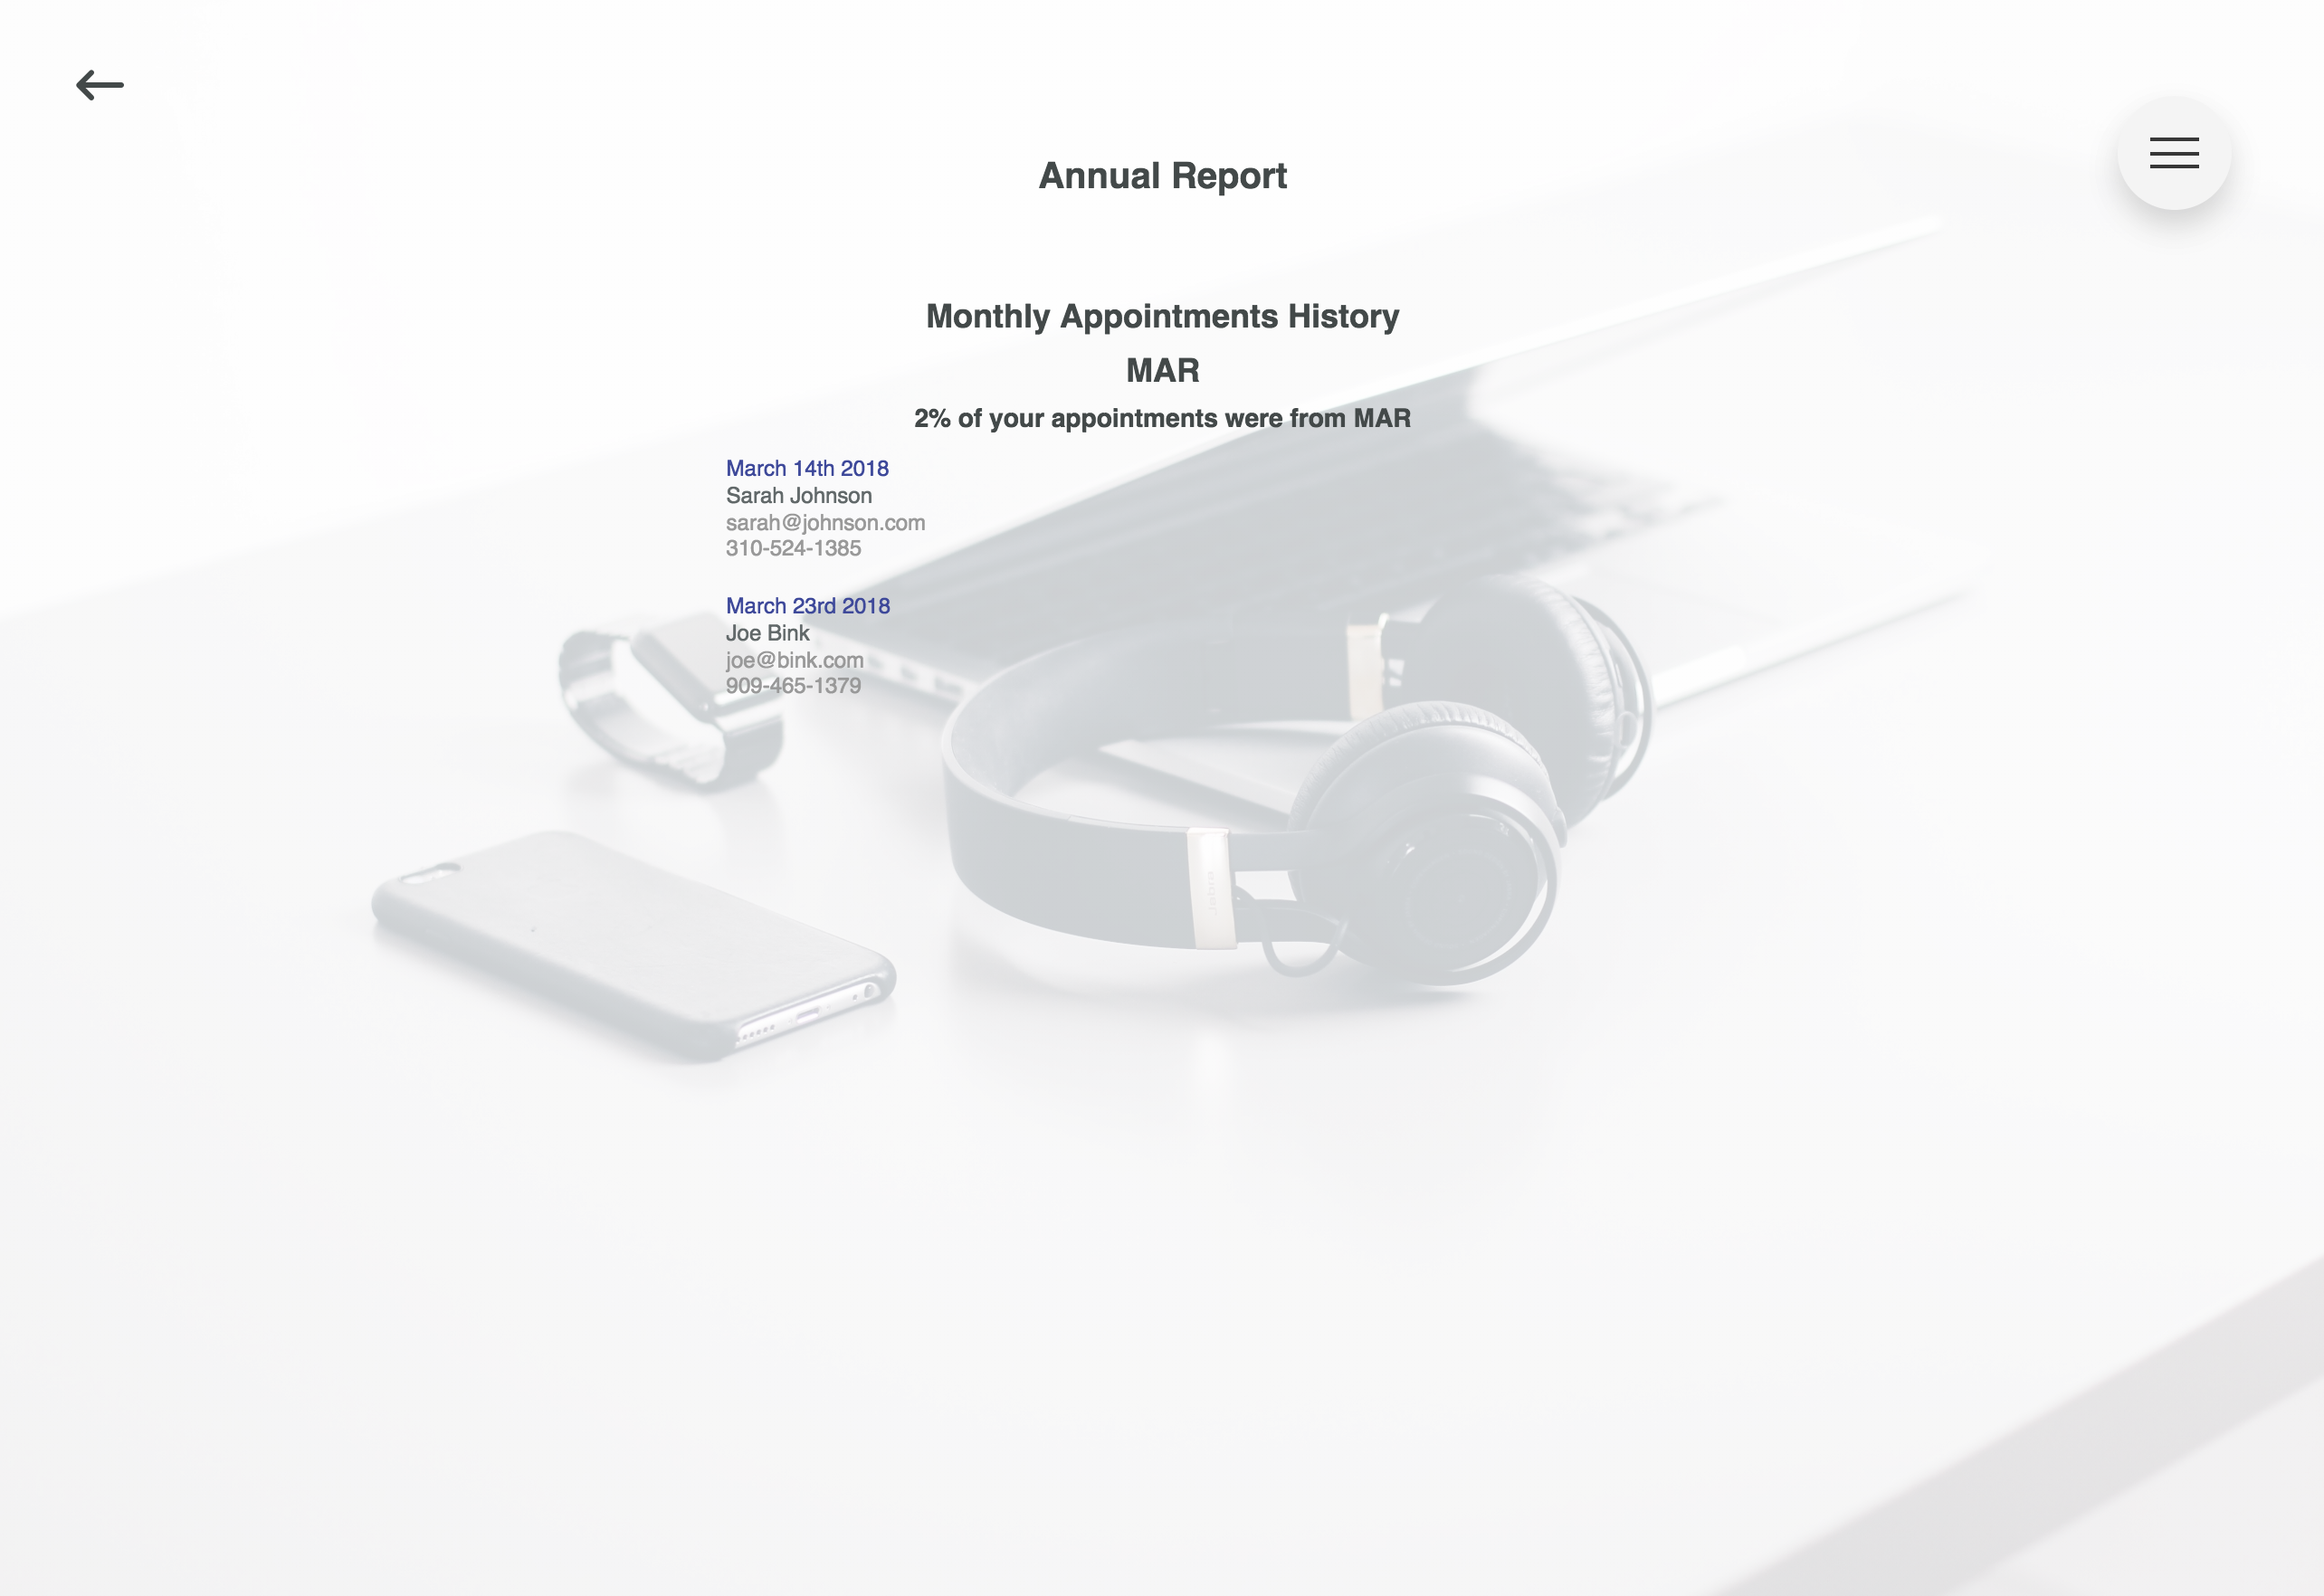 Annual Report
Monthly Appointments History
MAR
2% of your appointments were from MAR
March 14th 2018
Sarah Johnson
sarah@johnson.com
310-524-1385
March 23rd 2018
Joe Bink
joe@bink.com
909-465-1379
Jabra